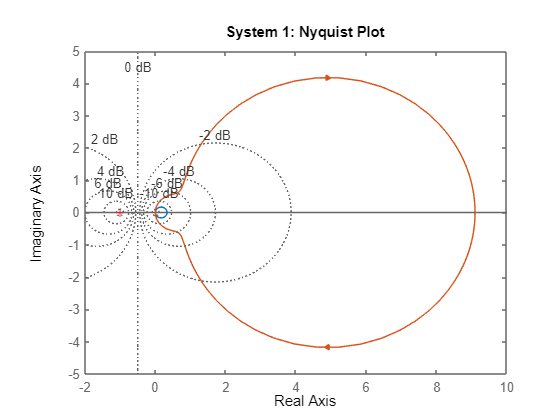 System 1: Nyquist Plot
5
0 dB
4
3
2 dB
-2 dB
2
4 dB
-4 dB
1
6 dB
-6 dB
10 dB
-10 dB
0
-1
-2
-3
-4
-5
-2
0
2
4
6
8
10
Real Axis
Imaginary Axis